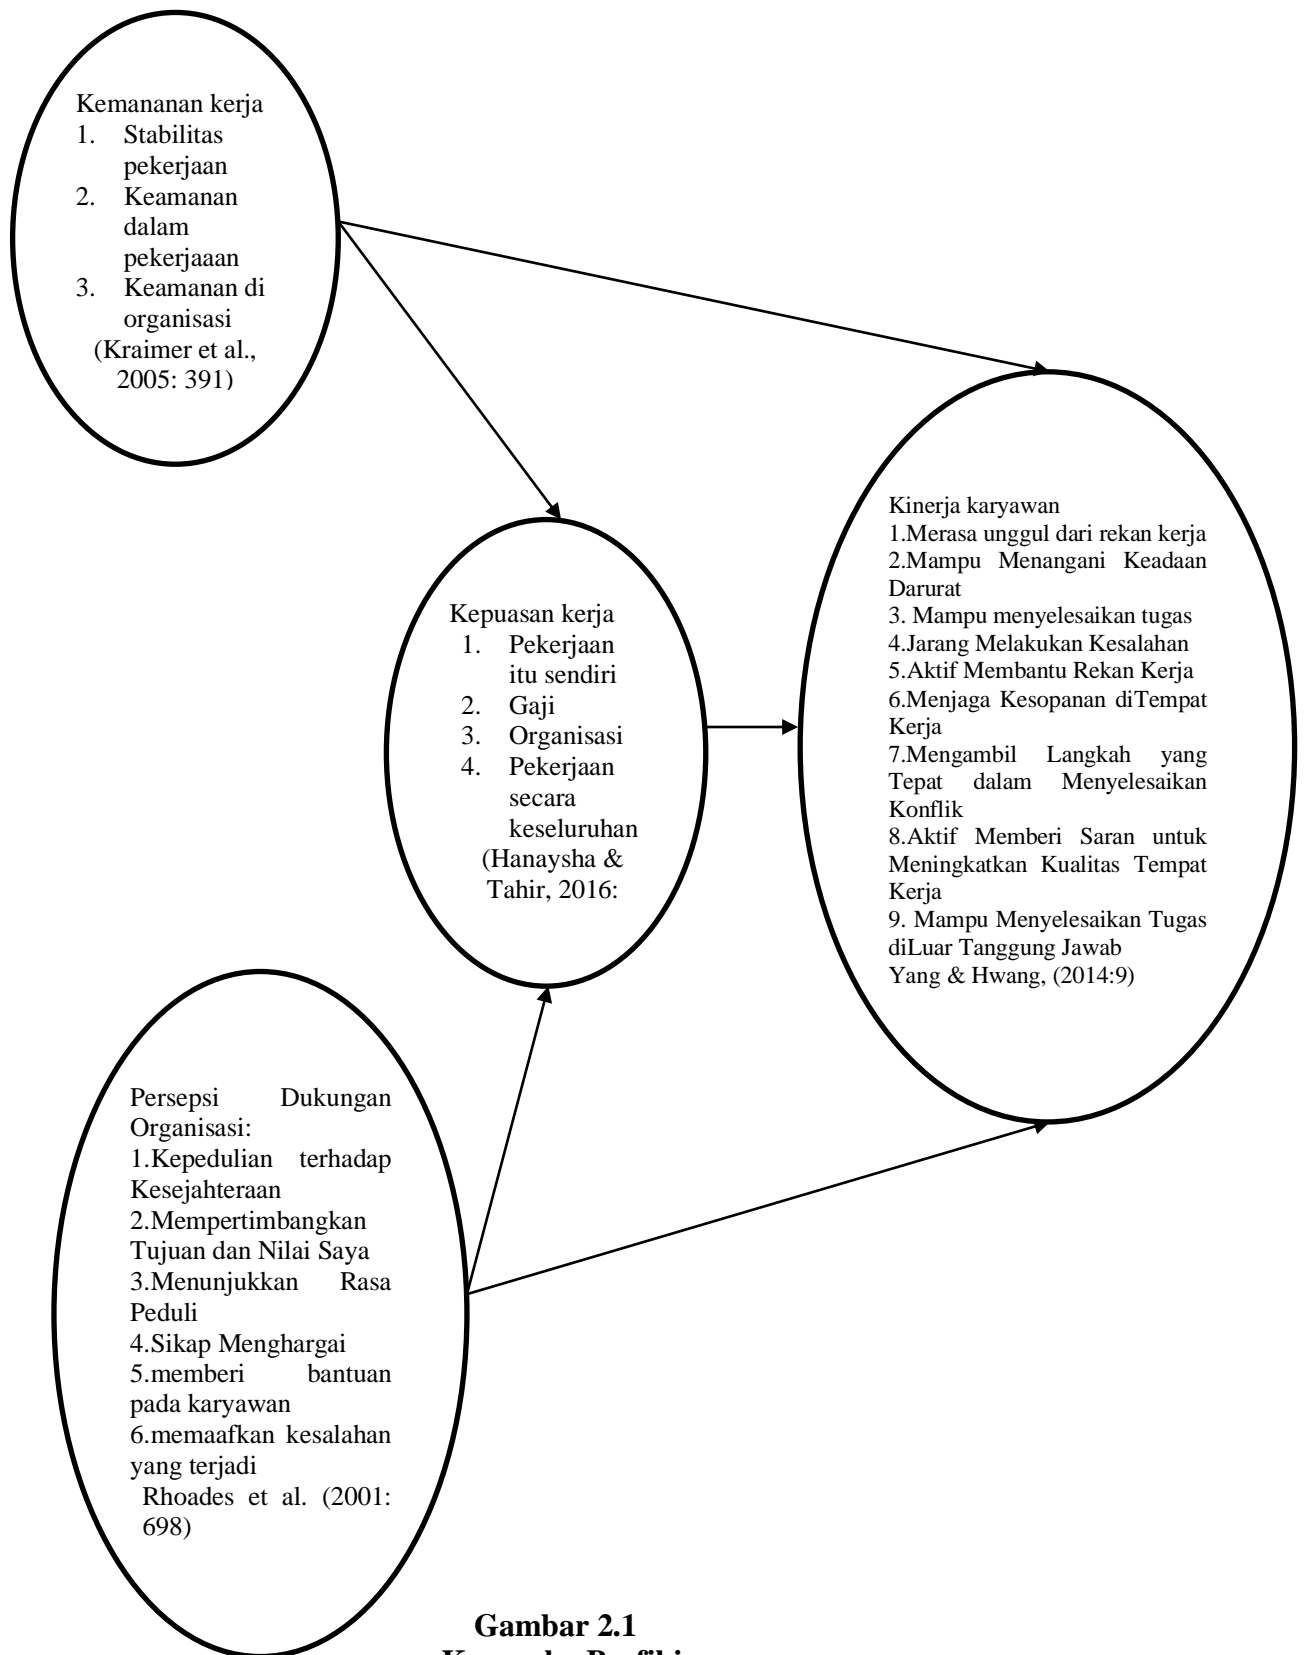 Kemananan kerja
1. Stabilitas
pekerjaan
2. Keamanan
dalam
pekerjaaan
3. Keamanan di
organisasi
(Kraimer et al.,
2005: 391)
Kepuasan kerja
1. Pekerjaan
itu sendiri
2. Gaji
3. Organisasi
4. Pekerjaan
secara
keseluruhan
(Hanaysha &
Tahir, 2016:
Kinerja karyawan
1.Merasa unggul dari rekan kerja
2.Mampu Menangani Keadaan
Darurat
3. Mampu menyelesaikan tugas
4.Jarang Melakukan Kesalahan
5.Aktif Membantu Rekan Kerja
6.Menjaga Kesopanan diTempat
Kerja
7.Mengambil Langkah yang
Tepat dalam Menyelesaikan
Konflik
8.Aktif Memberi Saran untuk
Meningkatkan Kualitas Tempat
Kerja
9. Mampu Menyelesaikan Tugas
diLuar Tanggung Jawab
Yang & Hwang, (2014:9)
Persepsi Dukungan
Organisasi:
1.Kepedulian terhadap
Kesejahteraan
2.Mempertimbangkan
Tujuan dan Nilai Saya
3.Menunjukkan Rasa
Peduli
4.Sikap Menghargai
5.memberi bantuan
pada karyawan
6.memaafkan kesalahan
yang terjadi
Rhoades et al. (2001:
698)
Gambar 2.1